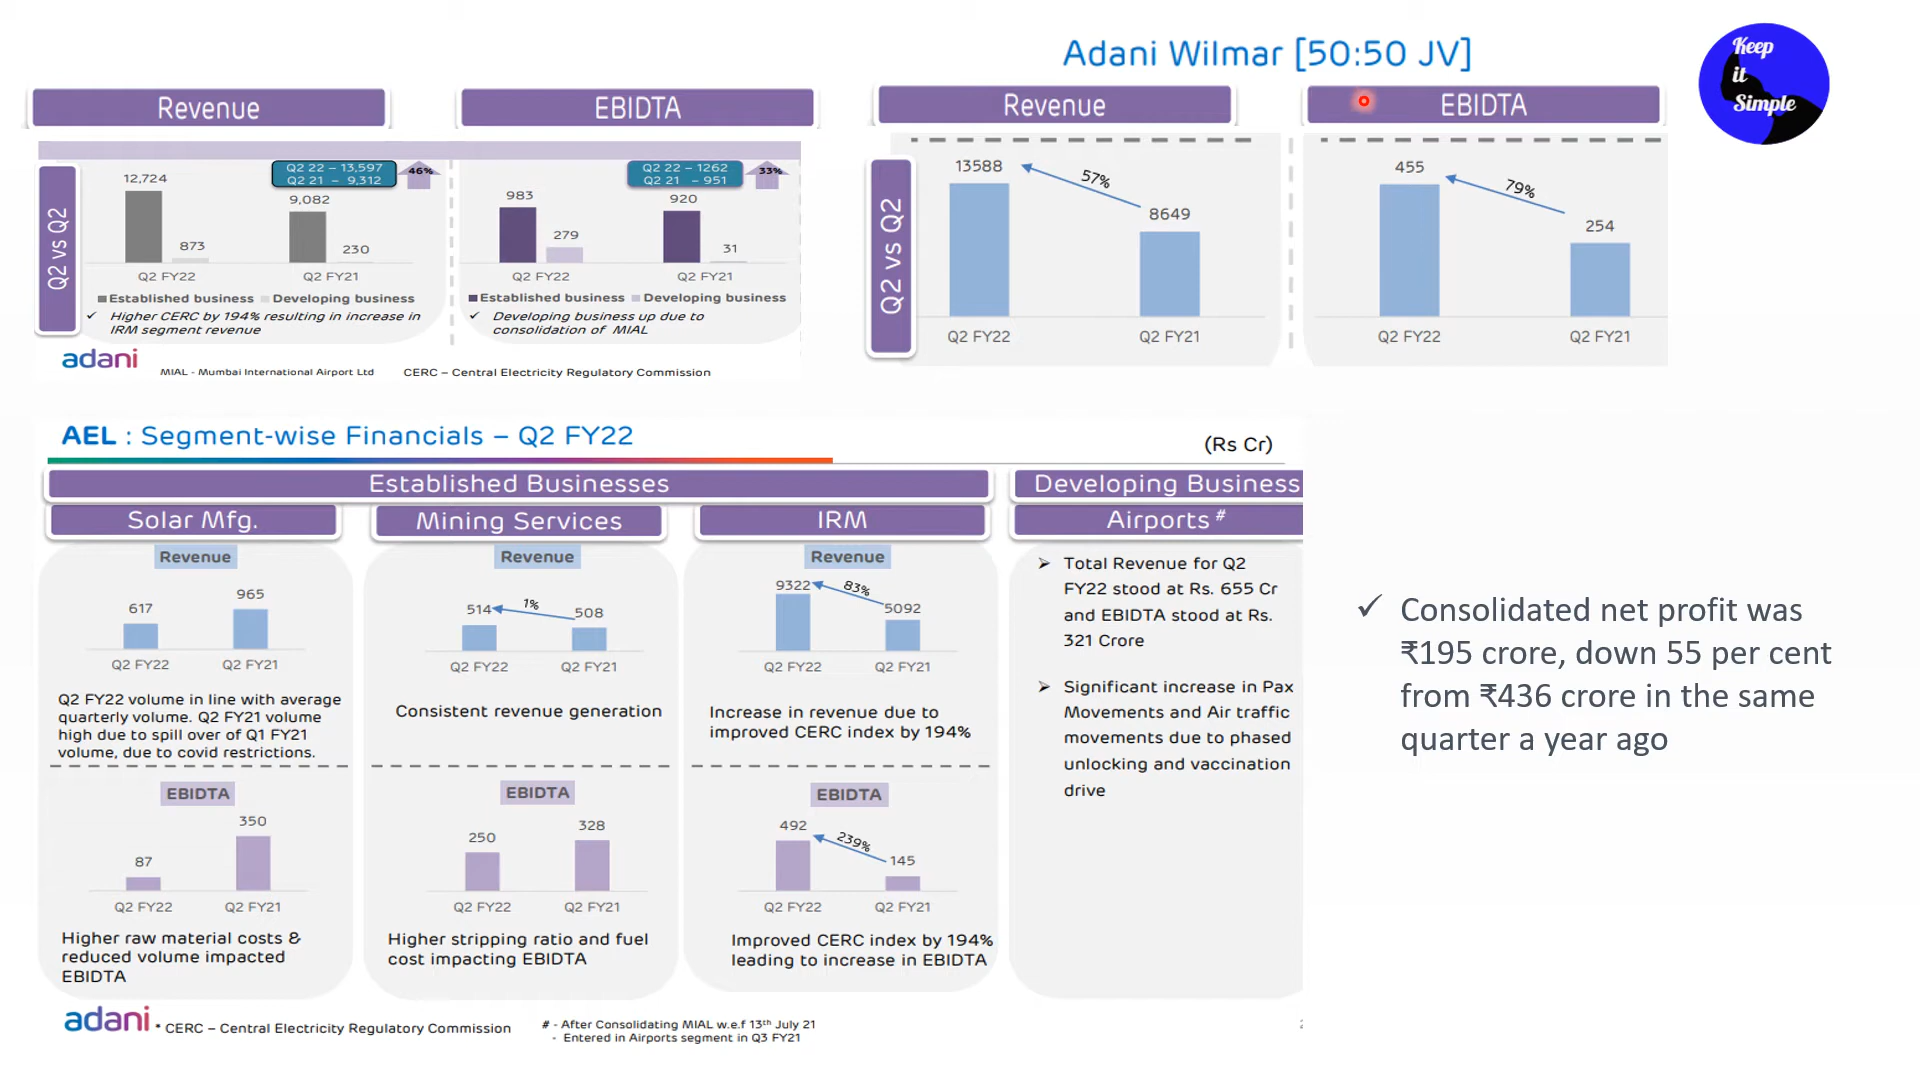 Adani Wilmar [50:50 JV]
Keep
it
Simple
Revenue
EBIDTA
Q2 vs Q2
12,724
873
Q2 22 – 13,597
Q2 21 – 9,312
46%
9,082
230
Q2 FY22
Q2 FY21
Established business
Developing business
✓ Higher CERC by 194% resulting in increase in
IRM segment revenue
983
279
Q2 22 – 1262
Q2 21 – 951
33%
920
31
Q2 FY22
Q2 FY21
Established business
Developing business
✓ Developing business up due to
consolidation of MIAL
adani
MIAL - Mumbai International Airport Ltd
CERC – Central Electricity Regulatory Commission
Revenue
EBIDTA
Q2 vs Q2
13588
57%
8649
Q2 FY22
Q2 FY21
455
79%
254
Q2 FY22
Q2 FY21
AEL : Segment-wise Financials – Q2 FY22
(Rs Cr)
Established Businesses
Developing Business
Solar Mfg.
Mining Services
IRM
Airports #
Revenue
617
965
Q2 FY22
Q2 FY21
Q2 FY22 volume in line with average
quarterly volume. Q2 FY21 volume
high due to spill over of Q1 FY21
volume, due to covid restrictions.
EBIDTA
87
350
Q2 FY22
Q2 FY21
Higher raw material costs &
reduced volume impacted
EBIDTA
Revenue
514
1%
508
Q2 FY22
Q2 FY21
Consistent revenue generation
EBIDTA
250
328
Q2 FY22
Q2 FY21
Higher stripping ratio and fuel
cost impacting EBIDTA
Revenue
9322
83%
5092
Q2 FY22
Q2 FY21
Increase in revenue due to
improved CERC index by 194%
EBIDTA
492
239%
145
Q2 FY22
Q2 FY21
Improved CERC index by 194%
leading to increase in EBIDTA
➢ Total Revenue for Q2
FY22 stood at Rs. 655 Cr
and EBIDTA stood at Rs.
321 Crore
➢ Significant increase in Pax
Movements and Air traffic
movements due to phased
unlocking and vaccination
drive
✓ Consolidated net profit was
₹195 crore, down 55 per cent
from ₹436 crore in the same
quarter a year ago
adani
* CERC – Central Electricity Regulatory Commission
# - After Consolidating MIAL w.e.f 13th July 21
- Entered in Airports segment in Q3 FY21